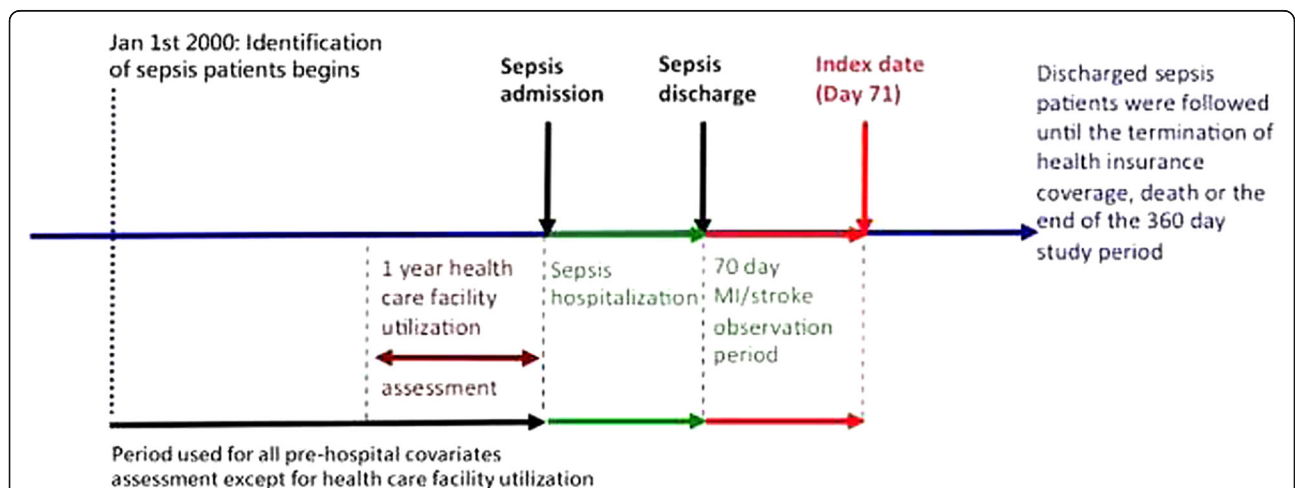 Jan 1st 2000: Identification
of sepsis patients begins
Sepsis
admission
Sepsis
discharge
Index date
(Day 71)
Discharged sepsis
patients were followed
until the termination of
health insurance
coverage, death or the
end of the 360 day
study period
1 year health
care facility
utilization
assessment
Sepsis
hospitalization
70 day
MI/stroke
observation
period
Period used for all pre-hospital covariates
assessment except for health care facility utilization